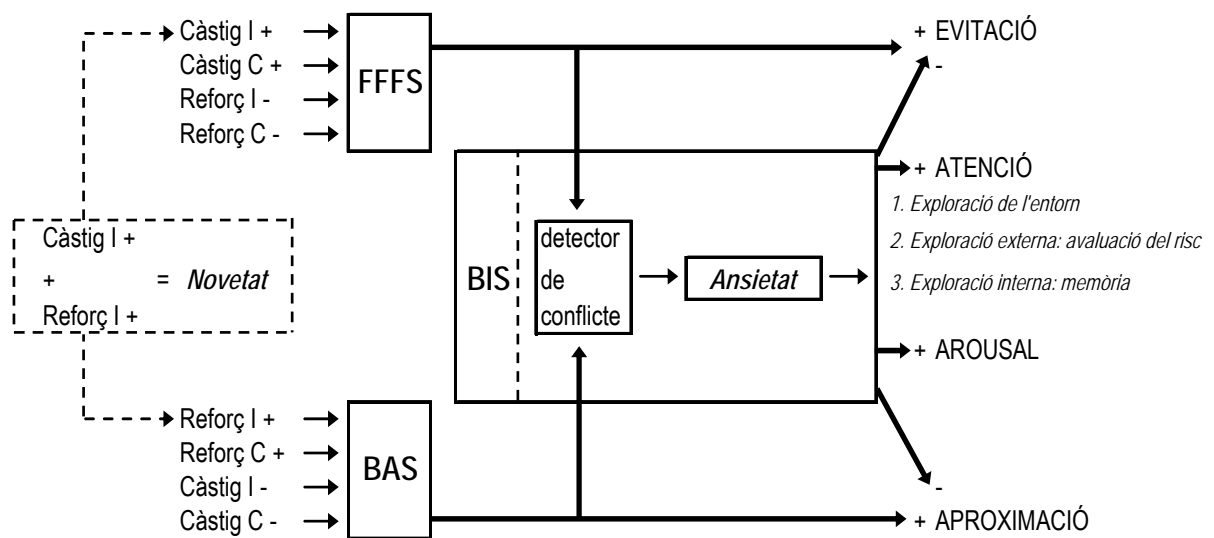 Càstig I +
Càstig C +
Reforç I -
Reforç C -
FFFS
+ EVITACIÓ
-
Càstig I +
+ = Novetat
Reforç I +
BIS
detector
de
conflicte
Ansietat
+ ATENCIÓ
1. Exploració de l'entorn
2. Exploració externa: avaluació del risc
3. Exploració interna: memòria
+ AROUSAL
Reforç I +
Reforç C +
Càstig I -
Càstig C -
BAS
-
+ APROXIMACIÓ